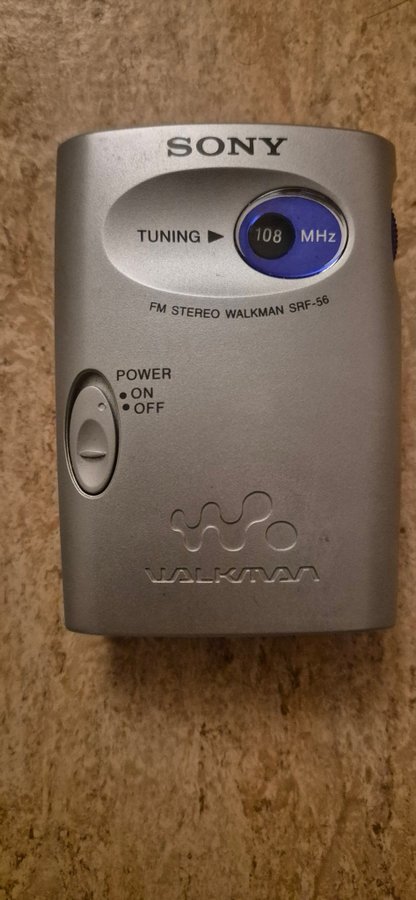 SONY
TUNING ▶ 108 MHz
FM STEREO WALKMAN SRF-56
POWER
• ON
• OFF
WALKMAN